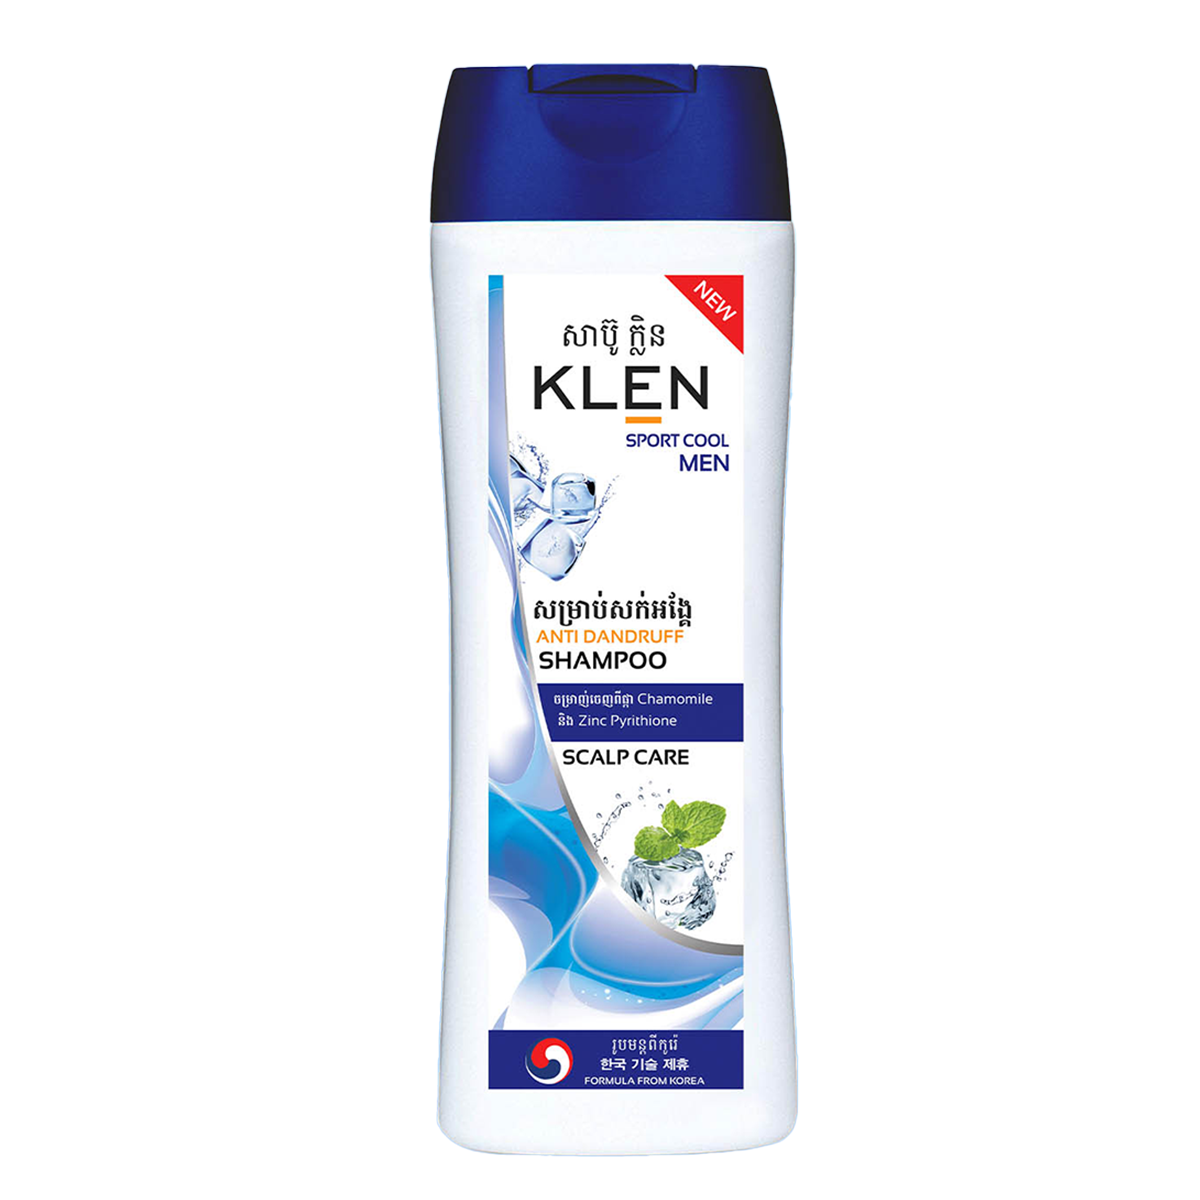 NEW
សាប៊ូ ក្លិន
KLEN
SPORT COOL
MEN
សម្រាប់សក់អង្គែ
ANTI DANDRUFF
SHAMPOO
ចម្រាញ់ចេញពីផ្កា Chamomile
និង Zinc Pyrithione
SCALP CARE
រូបមន្តពីកូរ៉េ
한국 기술 제휴
FORMULA FROM KOREA